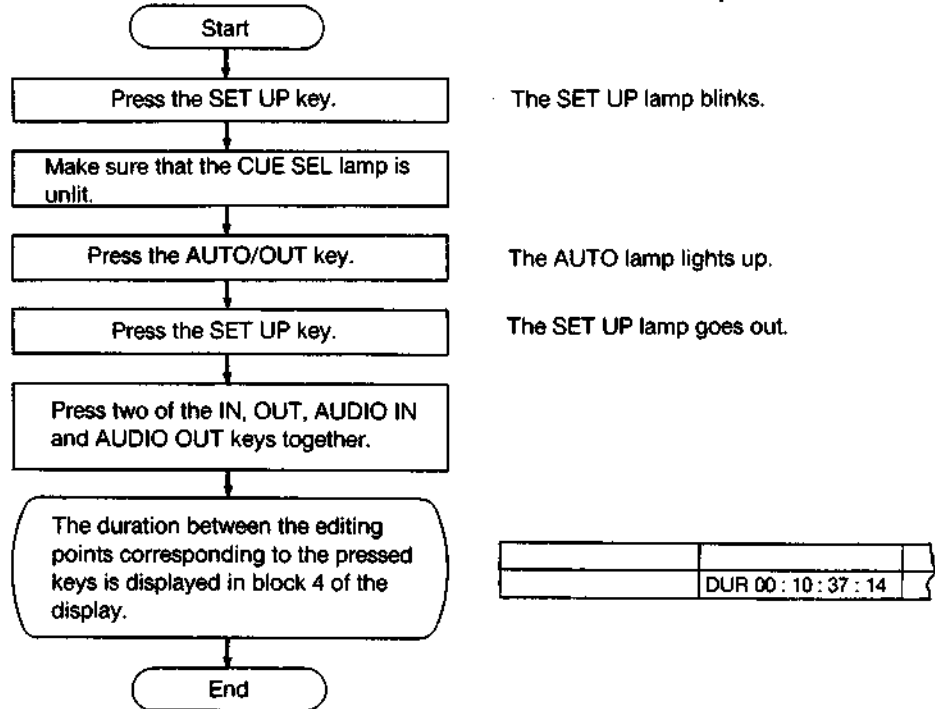 Start
Press the SET UP key.
The SET UP lamp blinks.
Make sure that the CUE SEL lamp is
unlit.
Press the AUTO/OUT key.
The AUTO lamp lights up.
Press the SET UP key.
The SET UP lamp goes out.
Press two of the IN, OUT, AUDIO IN
and AUDIO OUT keys together.
The duration between the editing
points corresponding to the pressed
keys is displayed in block 4 of the
display.
DUR 00 : 10 : 37 : 14
End